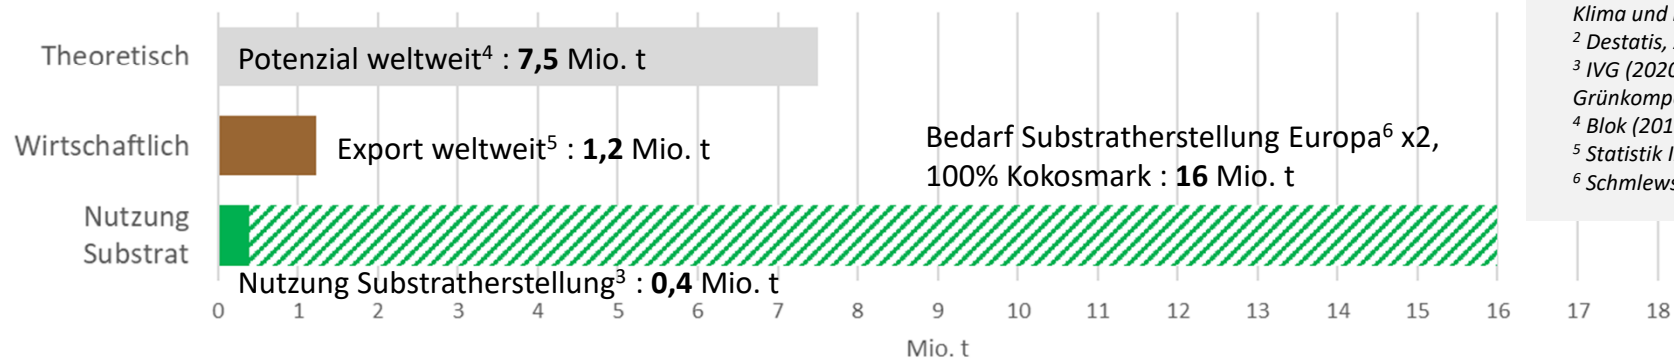 Theoretisch
Potenzial weltweit⁴ : 7,5 Mio. t
Wirtschaftlich
Export weltweit⁵ : 1,2 Mio. t
Bedarf Substratherstellung Europa⁶ x2,
100% Kokosmark : 16 Mio. t
Nutzung
Substrat
Nutzung Substratherstellung³ : 0,4 Mio. t
0 1 2 3 4 5 6 7 8 9 10 11 12 13 14 15 16 17 18
Mio. t
Klima und
² Destatis,
³ IVG (2020
Grünkomp
⁴ Blok (201
⁵ Statistik
⁶ Schmlews